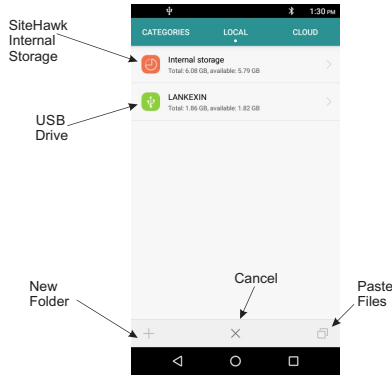 SiteHawk
Internal
Storage
1:30 PM
CATEGORIES LOCAL CLOUD
Internal storage
Total: 6.08 GB, available: 5.79 GB
USB
Drive
LANKEXIN
Total: 1.86 GB, available: 1.82 GB
New
Folder
Cancel
Paste
Files